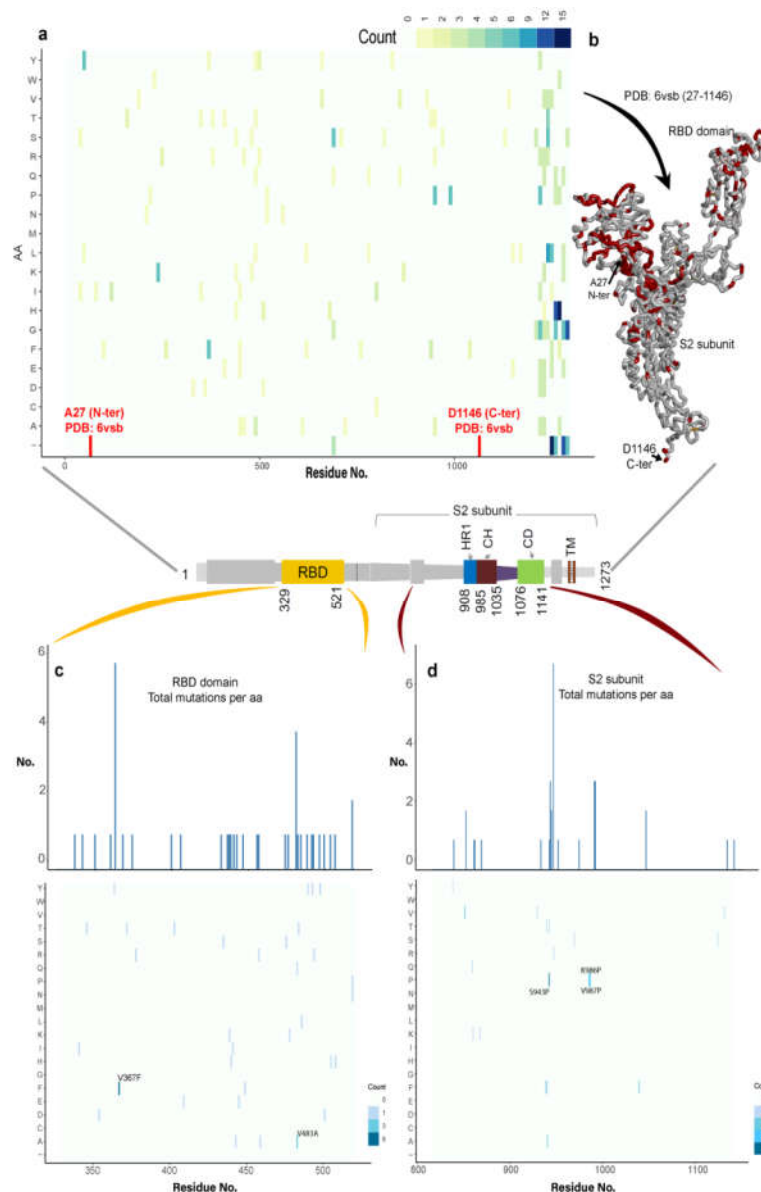 a
Count
0 1 2 3 4 5 6 9 12 15
b
PDB: 6vsb (27-1146)
RBD domain
A27
N-ter
S2 subunit
D1146
C-ter
AA
Y
W
V
T
S
R
Q
P
N
M
L
K
I
H
G
F
E
D
C
A
-
A27 (N-ter)
PDB: 6vsb
D1146 (C-ter)
PDB: 6vsb
0 500 1000
Residue No.
S2 subunit
HR1 CH CD TM
1 RBD 1273
329 521 908 985 1035 1076 1141
c
RBD domain
Total mutations per aa
No.
6
4
2
0
d
S2 subunit
Total mutations per aa
No.
6
4
2
0
Y
W
V
T
S
R
Q
P
N
M
L
K
I
H
G
F
E
D
C
A
-
V367F
Count
0
1
350 400 450 500
Residue No.
Y
W
V
T
S
R
Q
P
N
M
L
K
I
H
G
F
E
D
C
A
-
S943P
V987P
800 900 1000 1100
Residue No.